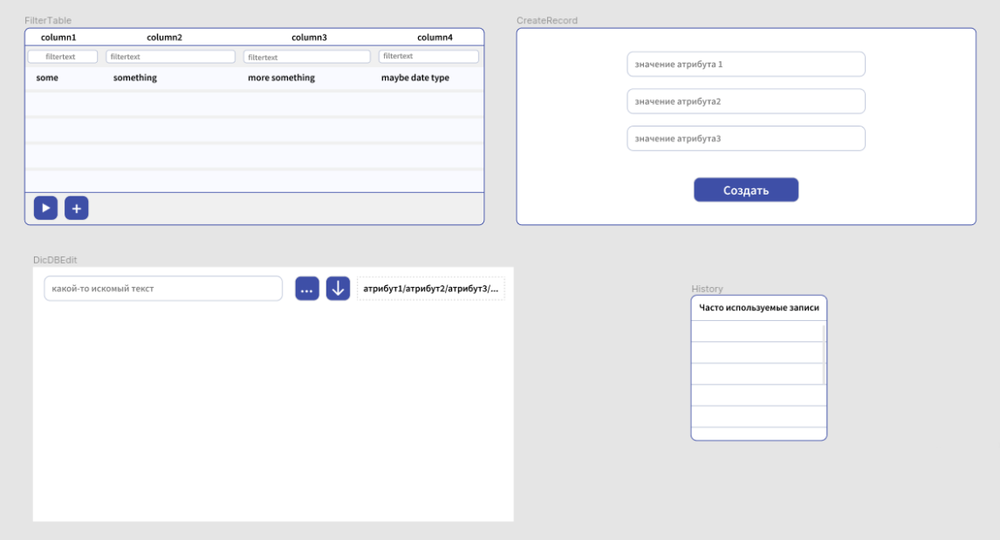 FilterTable
column1 column2 column3 column4
filtertext filtertext filtertext filtertext
some something more something maybe date type
+
CreateRecord
значение атрибута 1
значение атрибута2
значение атрибута3
Создать
DicDBEdit
какой-то искомый текст ... атрибут1/атрибут2/атрибут3/...
History
Часто используемые записи